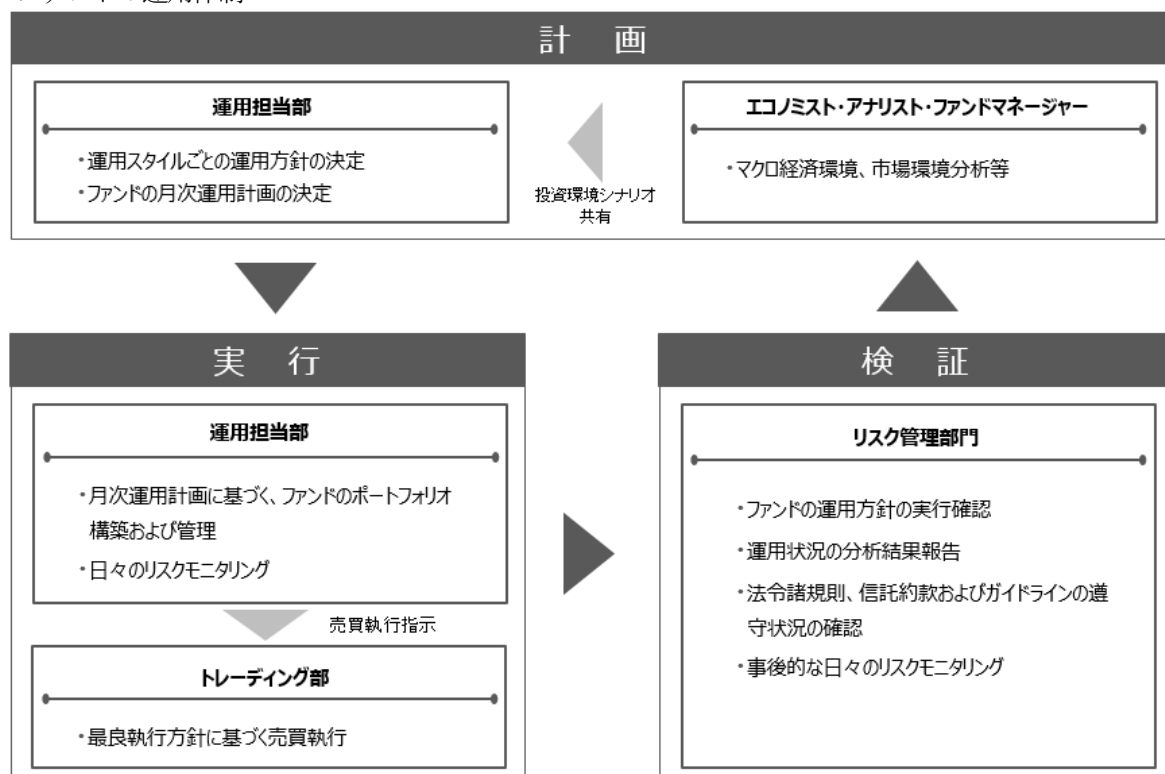 計 画
運用担当部
・運用スタイルごとの運用方針の決定
・ファンドの月次運用計画の決定
投資環境シナリオ
共有
エコノミスト・アナリスト・ファンドマネージャー
・マクロ経済環境、市場環境分析等
実 行
運用担当部
・月次運用計画に基づく、ファンドのポートフォリオ
構築および管理
・日々のリスクモニタリング
売買執行指示
トレーディング部
・最良執行方針に基づく売買執行
検 証
リスク管理部門
・ファンドの運用方針の実行確認
・運用状況の分析結果報告
・法令諸規則、信託約款およびガイドラインの遵
守状況の確認
・事後的な日々のリスクモニタリング